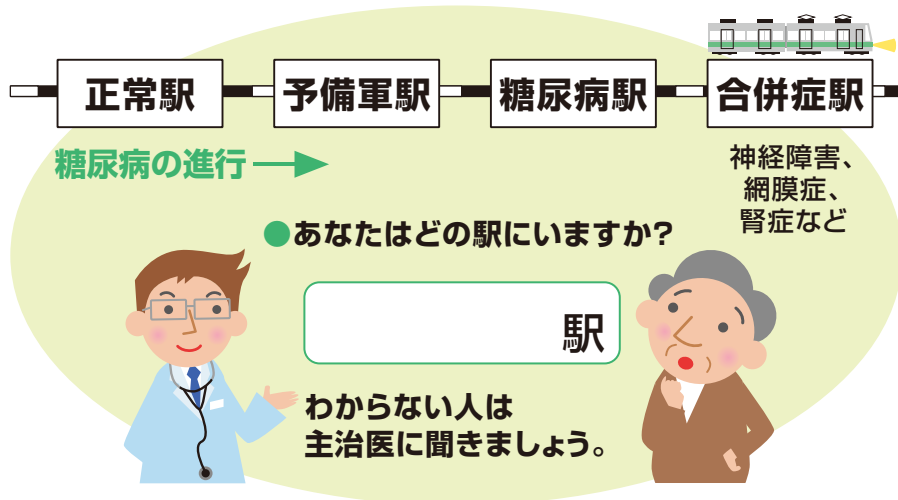 正常駅
予備軍駅
糖尿病駅
合併症駅
糖尿病の進行
神経障害、
網膜症、
腎症など
●あなたはどの駅にいますか?
駅
わからない人は
主治医に聞きましょう。